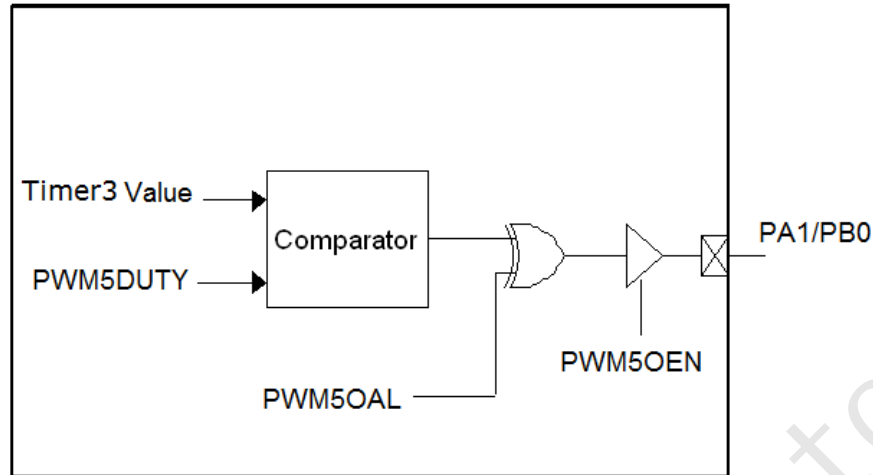 Timer3 Value
Comparator
PA1/PB0
PWM5DUTY
PWM5OEN
PWM5OAL